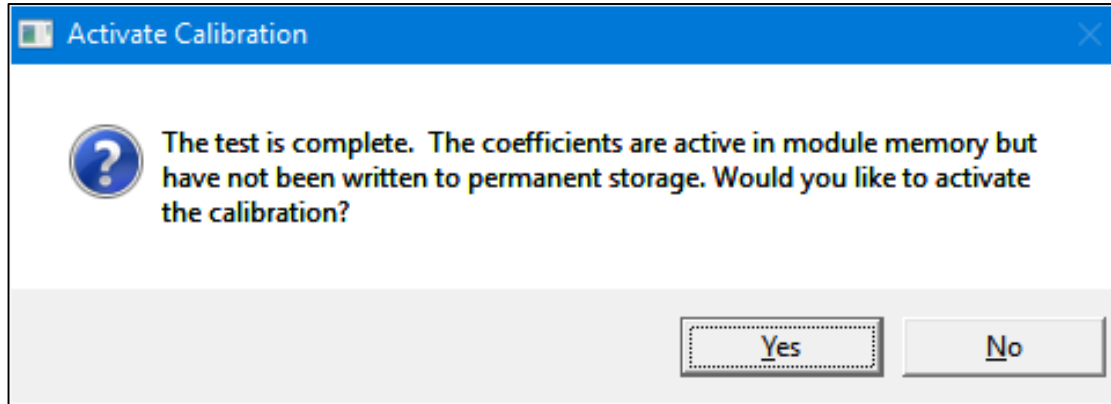 Activate Calibration
The test is complete.  The coefficients are active in module memory but
have not been written to permanent storage. Would you like to activate
the calibration?
Yes
No